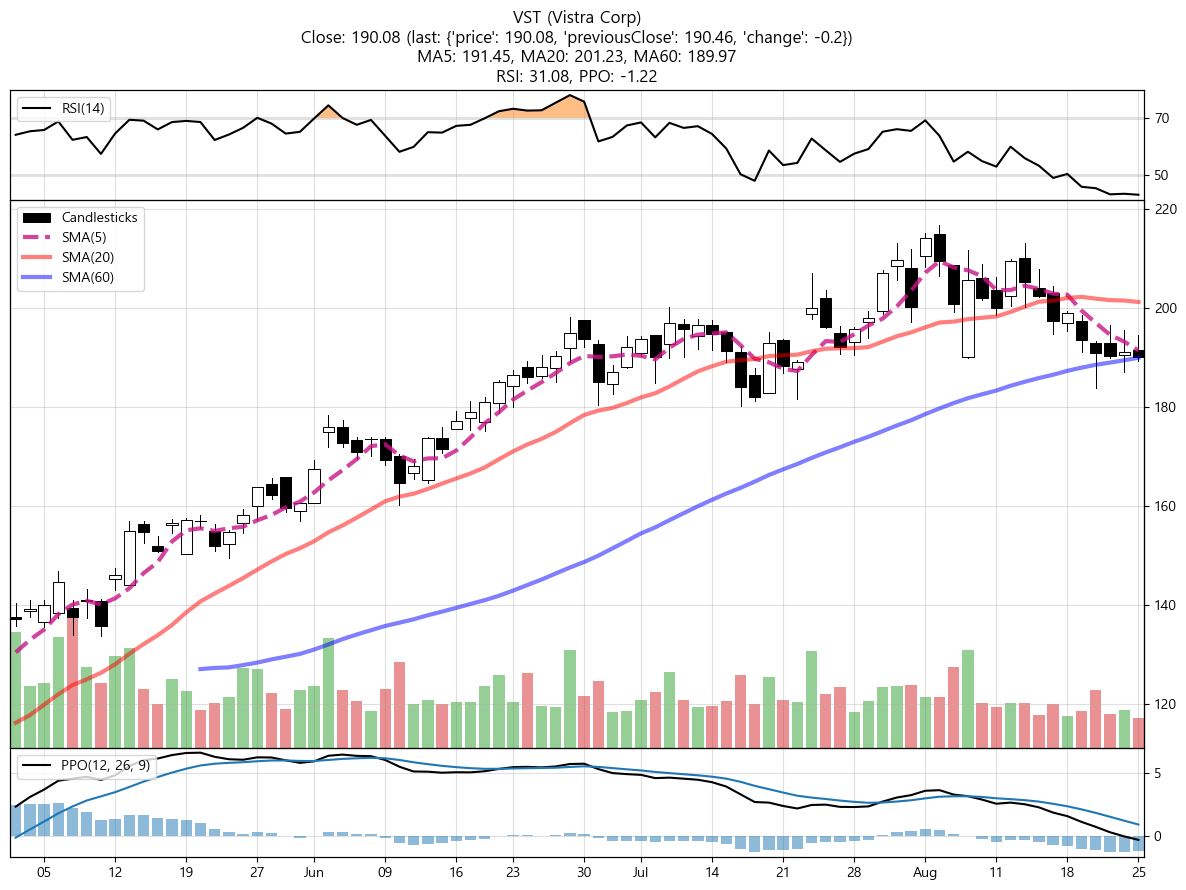 VST (Vistra Corp)
Close: 190.08 (last: {'price': 190.08, 'previousClose': 190.46, 'change': -0.2})
MA5: 191.45, MA20: 201.23, MA60: 189.97
RSI: 31.08, PPO: -1.22
RSI(14)
70
50
Candlesticks
SMA(5)
SMA(20)
SMA(60)
220
200
180
160
140
120
PPO(12, 26, 9)
5
0
05 12 19 27 Jun 09 16 23 30 Jul 14 21 28 Aug 11 18 25